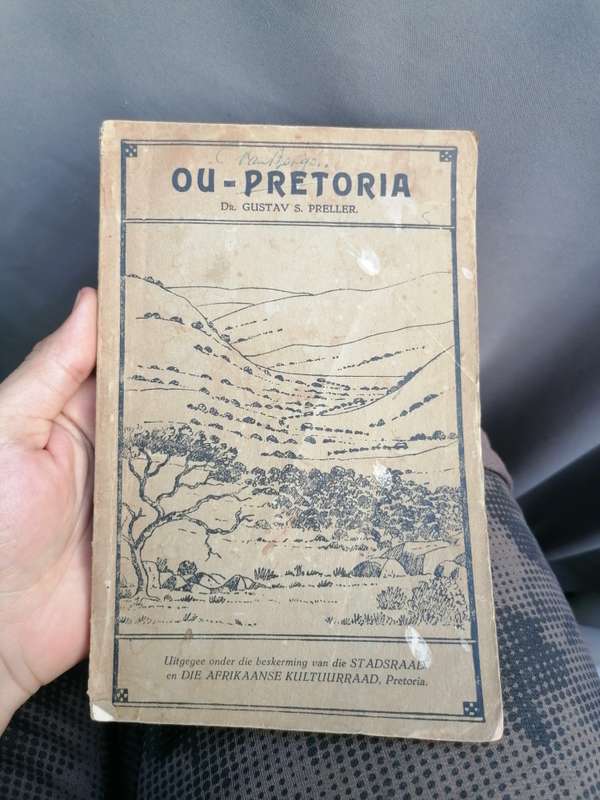 OU-PRETORIA
DR. GUSTAV S. PRELLER.
Uitgegee onder die beskerming van die STADSRAAD
en DIE AFRIKAANSE KULTUURRAAD, Pretoria.